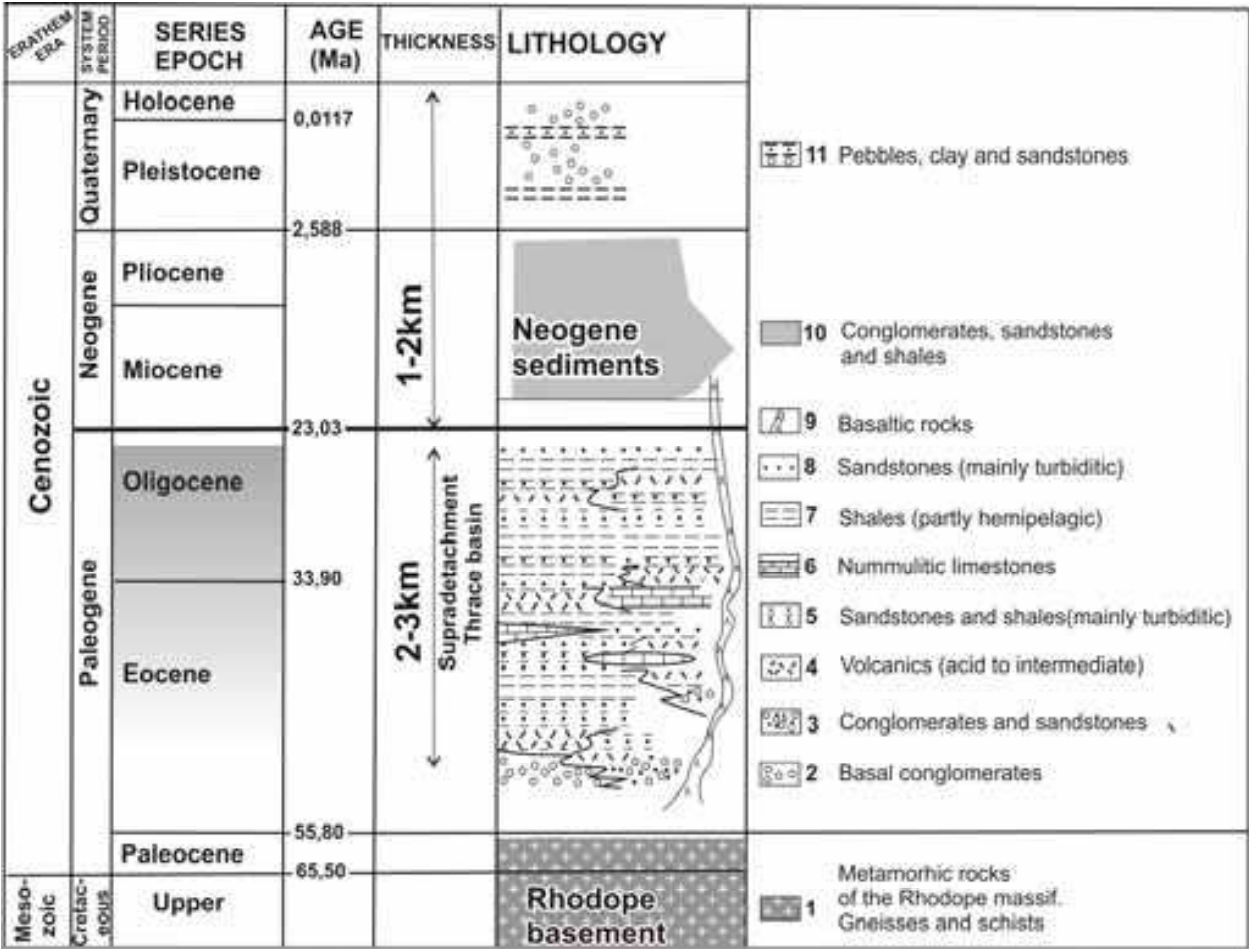 ERATHEM
ERA
SYSTEM
PERIOD
SERIES
EPOCH
AGE
(Ma)
THICKNESS
LITHOLOGY
Cenozoic
Meso-
zoic
Quaternary
Neogene
Paleogene
Cretac-
eous
Holocene
Pleistocene
Pliocene
Miocene
Oligocene
Eocene
Paleocene
Upper
0,0117
2,588
23,03
33,90
55,80
65,50
1-2km
2-3km
Supradetachment
Thrace basin
Neogene
sediments
Rhodope
basement
11 Pebbles, clay and sandstones
10 Conglomerates, sandstones
and shales
9 Basaltic rocks
8 Sandstones (mainly turbiditic)
7 Shales (partly hemipelagic)
6 Nummulitic limestones
5 Sandstones and shales(mainly turbiditic)
4 Volcanics (acid to intermediate)
3 Conglomerates and sandstones
2 Basal conglomerates
1 Metamorhic rocks
of the Rhodope massif.
Gneisses and schists